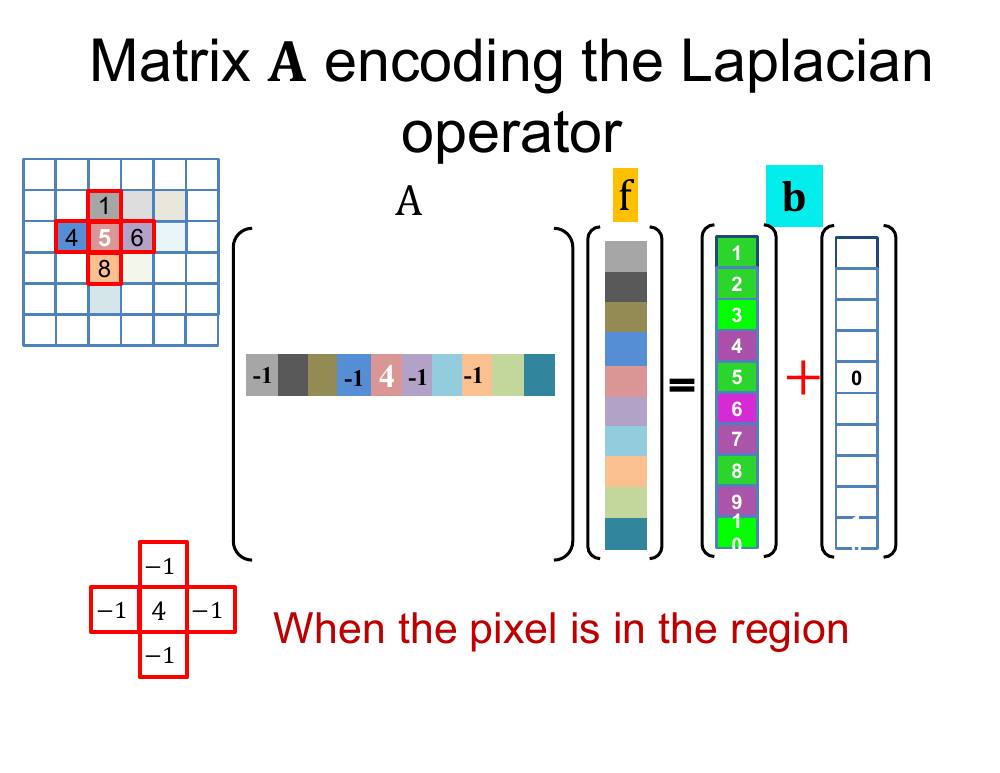 Matrix A encoding the Laplacian
operator
A
f
b
1
4 5 6
8
-1 -1 4 -1 -1
=
1
2
3
4
5
6
7
8
9
10
+
0
−1
−1 4 −1
−1
When the pixel is in the region